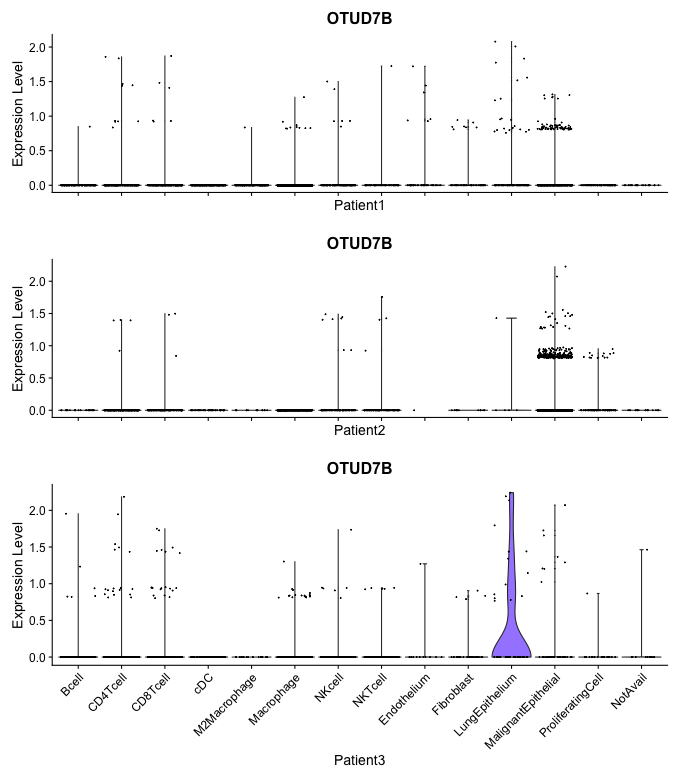 OTUD7B
2.0
1.5
1.0
0.5
0.0
Expression Level
Patient1
OTUD7B
2.0
1.5
1.0
0.5
0.0
Expression Level
Patient2
OTUD7B
2.0
1.5
1.0
0.5
0.0
Expression Level
Bcell
CD4Tcell
CD8Tcell
cDC
M2Macrophage
Macrophage
NKcell
NKTcell
Endothelium
Fibroblast
LungEpithelium
MalignantEpithelial
ProliferatingCell
NotAvail
Patient3